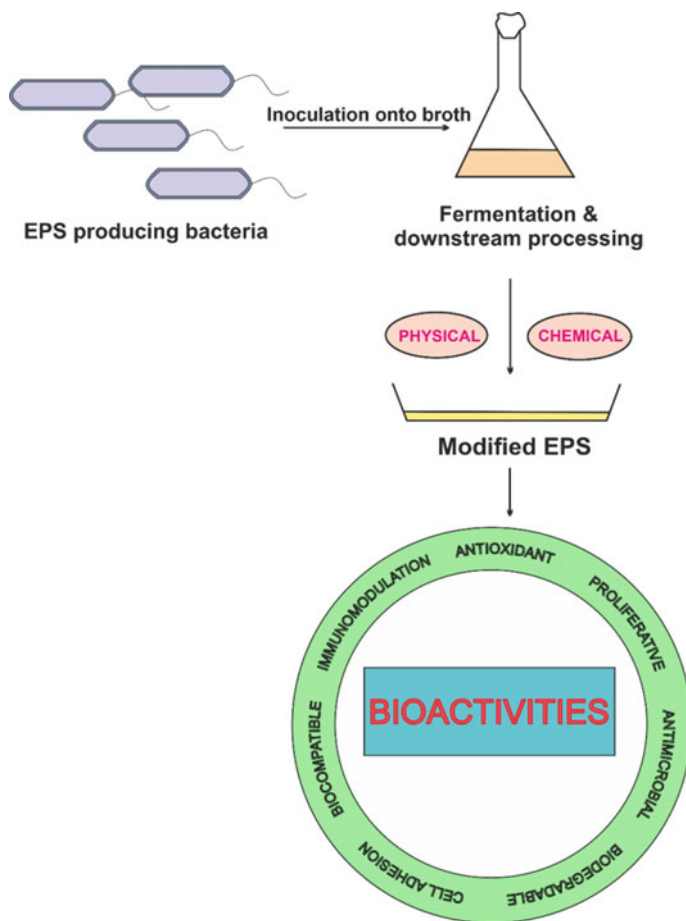 Inoculation onto broth
EPS producing bacteria
Fermentation &
downstream processing
PHYSICAL
CHEMICAL
Modified EPS
ANTIOXIDANT
PROLIFERATIVE
ANTIMICROBIAL
BIODEGRADABLE
CELL ADHESION
BIOCOMPATIBLE
IMMUNOMODULATION
BIOACTIVITIES